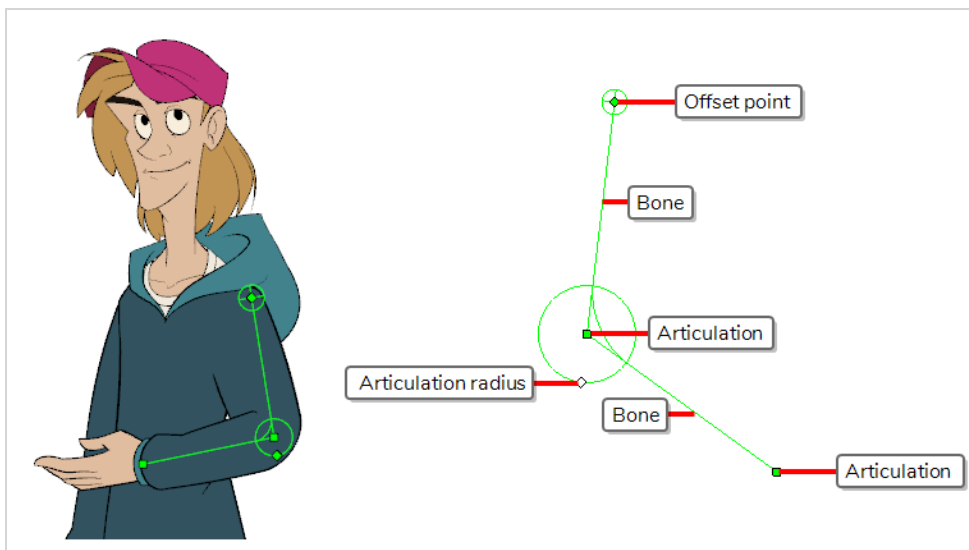 Offset point
Bone
Articulation
Articulation radius
Bone
Articulation